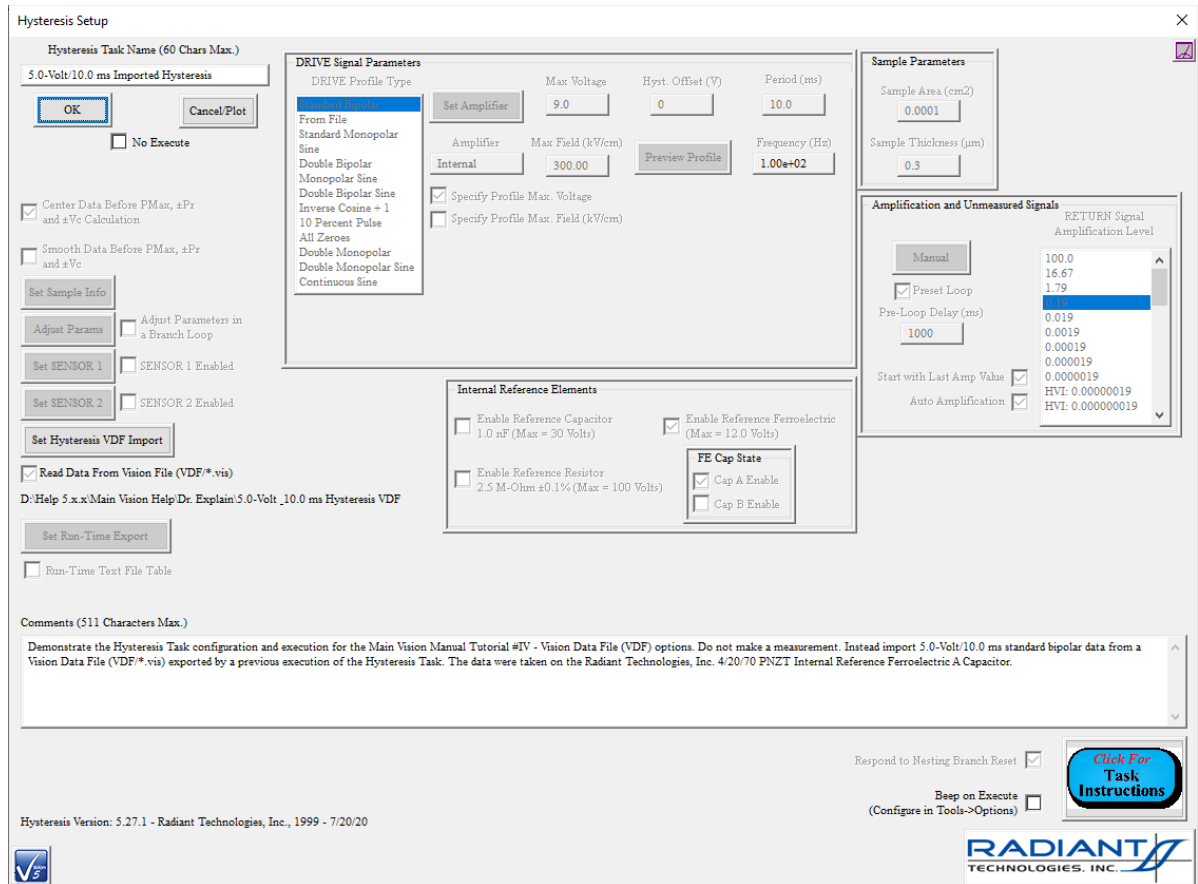 Hysteresis Setup
Hysteresis Task Name (60 Chars Max.)
5.0-Volt/10.0 ms Imported Hysteresis
OK
Cancel/Plot
No Execute
Center Data Before PMax, ±Pr
and ±Vc Calculation
Smooth Data Before PMax, ±Pr
and ±Vc
Set Sample Info
Adjust Params
Adjust Parameters in
a Branch Loop
Set SENSOR 1
SENSOR 1 Enabled
Set SENSOR 2
SENSOR 2 Enabled
Set Hysteresis VDF Import
Read Data From Vision File (VDF/*.vis)
D:\Help 5.x.x\Main Vision Help\Dr. Explain\5.0-Volt_10.0 ms Hysteresis VDF
Set Run-Time Export
Run-Time Text File Table
DRIVE Signal Parameters
DRIVE Profile Type
Standard Bipolar
From File
Standard Monopolar
Sine
Double Bipolar
Monopolar Sine
Double Bipolar Sine
Inverse Cosine + 1
10 Percent Pulse
All Zeroes
Double Monopolar
Double Monopolar Sine
Continuous Sine
Set Amplifier
Max Voltage
9.0
Hyst. Offset (V)
0
Period (ms)
10.0
Amplifier
Internal
Max Field (kV/cm)
300.00
Preview Profile
Frequency (Hz)
1.00e+02
Specify Profile Max. Voltage
Specify Profile Max. Field (kV/cm)
Sample Parameters
Sample Area (cm2)
0.0001
Sample Thickness (µm)
0.3
Amplification and Unmeasured Signals
RETURN Signal
Amplification Level
Manual
Preset Loop
Pre-Loop Delay (ms)
1000
Start with Last Amp Value
Auto Amplification
100.0
16.67
1.79
0.19
0.019
0.0019
0.00019
0.000019
0.0000019
HVI: 0.00000019
HVI: 0.000000019
Internal Reference Elements
Enable Reference Capacitor
1.0 nF (Max = 30 Volts)
Enable Reference Ferroelectric
(Max = 12.0 Volts)
Enable Reference Resistor
2.5 M-Ohm ±0.1% (Max = 100 Volts)
FE Cap State
Cap A Enable
Cap B Enable
Comments (511 Characters Max.)
Demonstrate the Hysteresis Task configuration and execution for the Main Vision Manual Tutorial #IV - Vision Data File (VDF) options. Do not make a measurement. Instead import 5.0-Volt/10.0 ms standard bipolar data from a
Vision Data File (VDF/*.vis) exported by a previous execution of the Hysteresis Task. The data were taken on the Radiant Technologies, Inc. 4/20/70 PNZT Internal Reference Ferroelectric A Capacitor.
Respond to Nesting Branch Reset
Beep on Execute
(Configure in Tools->Options)
Click For
Task
Instructions
Hysteresis Version: 5.27.1 - Radiant Technologies, Inc., 1999 - 7/20/20
RADIANT
TECHNOLOGIES, INC.